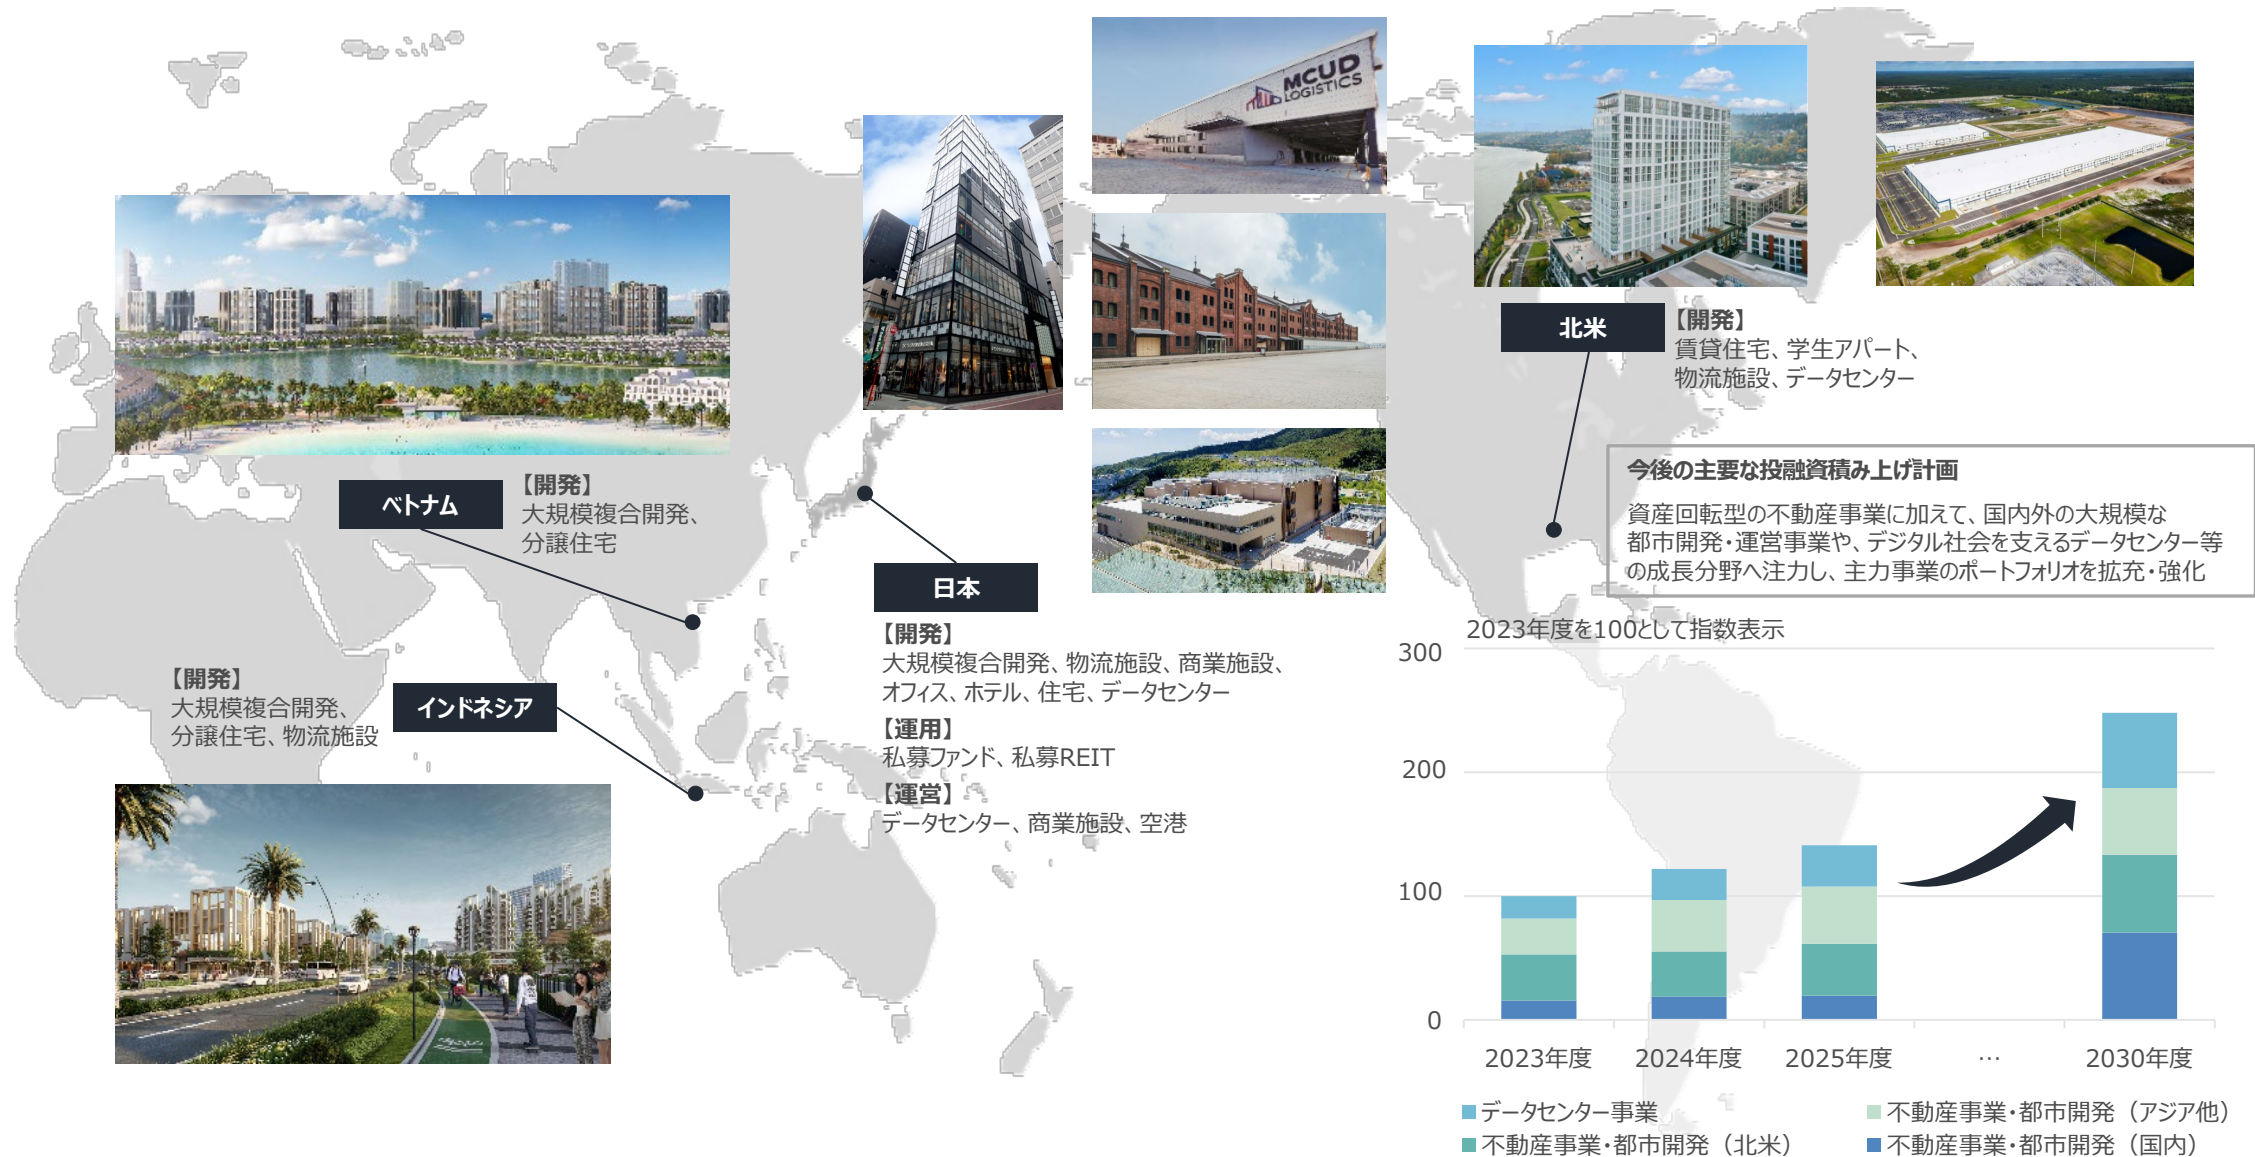 MCUD
LOGISTICS
北米
【開発】
賃貸住宅、学生アパート、
物流施設、データセンター
ベトナム
【開発】
大規模複合開発、
分譲住宅
日本
【開発】
大規模複合開発、物流施設、商業施設、
オフィス、ホテル、住宅、データセンター
【運用】
私募ファンド、私募REIT
【運営】
データセンター、商業施設、空港
【開発】
大規模複合開発、
分譲住宅、物流施設
インドネシア
今後の主要な投融資積み上げ計画
資産回転型の不動産事業に加えて、国内外の大規模な
都市開発・運営事業や、デジタル社会を支えるデータセンター等
の成長分野へ注力し、主力事業のポートフォリオを拡充・強化
2023年度を100として指数表示
300
200
100
0
2023年度 2024年度 2025年度 … 2030年度
データセンター事業 不動産事業・都市開発（アジア他）
不動産事業・都市開発（北米） 不動産事業・都市開発（国内）